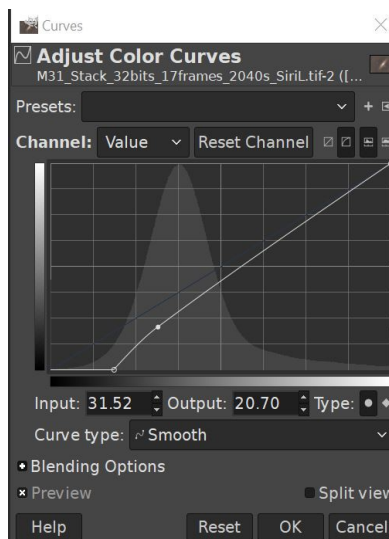 Curves
Adjust Color Curves
M31_Stack_32bits_17frames_2040s_SiriL.tif-2 ([...
Presets:
Channel: Value Reset Channel
Input: 31.52 Output: 20.70 Type:
Curve type: Smooth
Blending Options
Preview Split view
Help Reset OK Cancel